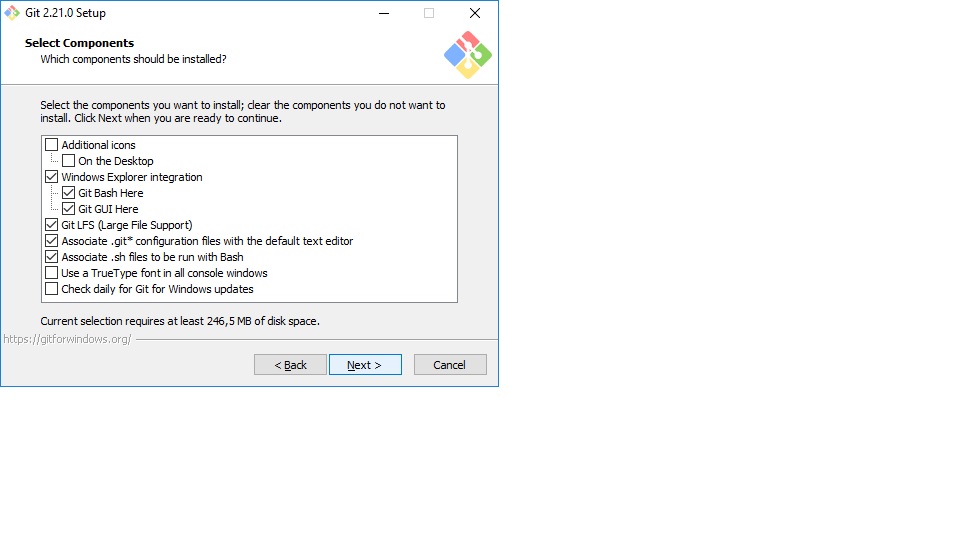 Git 2.21.0 Setup
Select Components
Which components should be installed?
Select the components you want to install; clear the components you do not want to
install. Click Next when you are ready to continue.
Additional icons
On the Desktop
Windows Explorer integration
Git Bash Here
Git GUI Here
Git LFS (Large File Support)
Associate .git* configuration files with the default text editor
Associate .sh files to be run with Bash
Use a TrueType font in all console windows
Check daily for Git for Windows updates
Current selection requires at least 246,5 MB of disk space.
https://gitforwindows.org/
< Back Next > Cancel